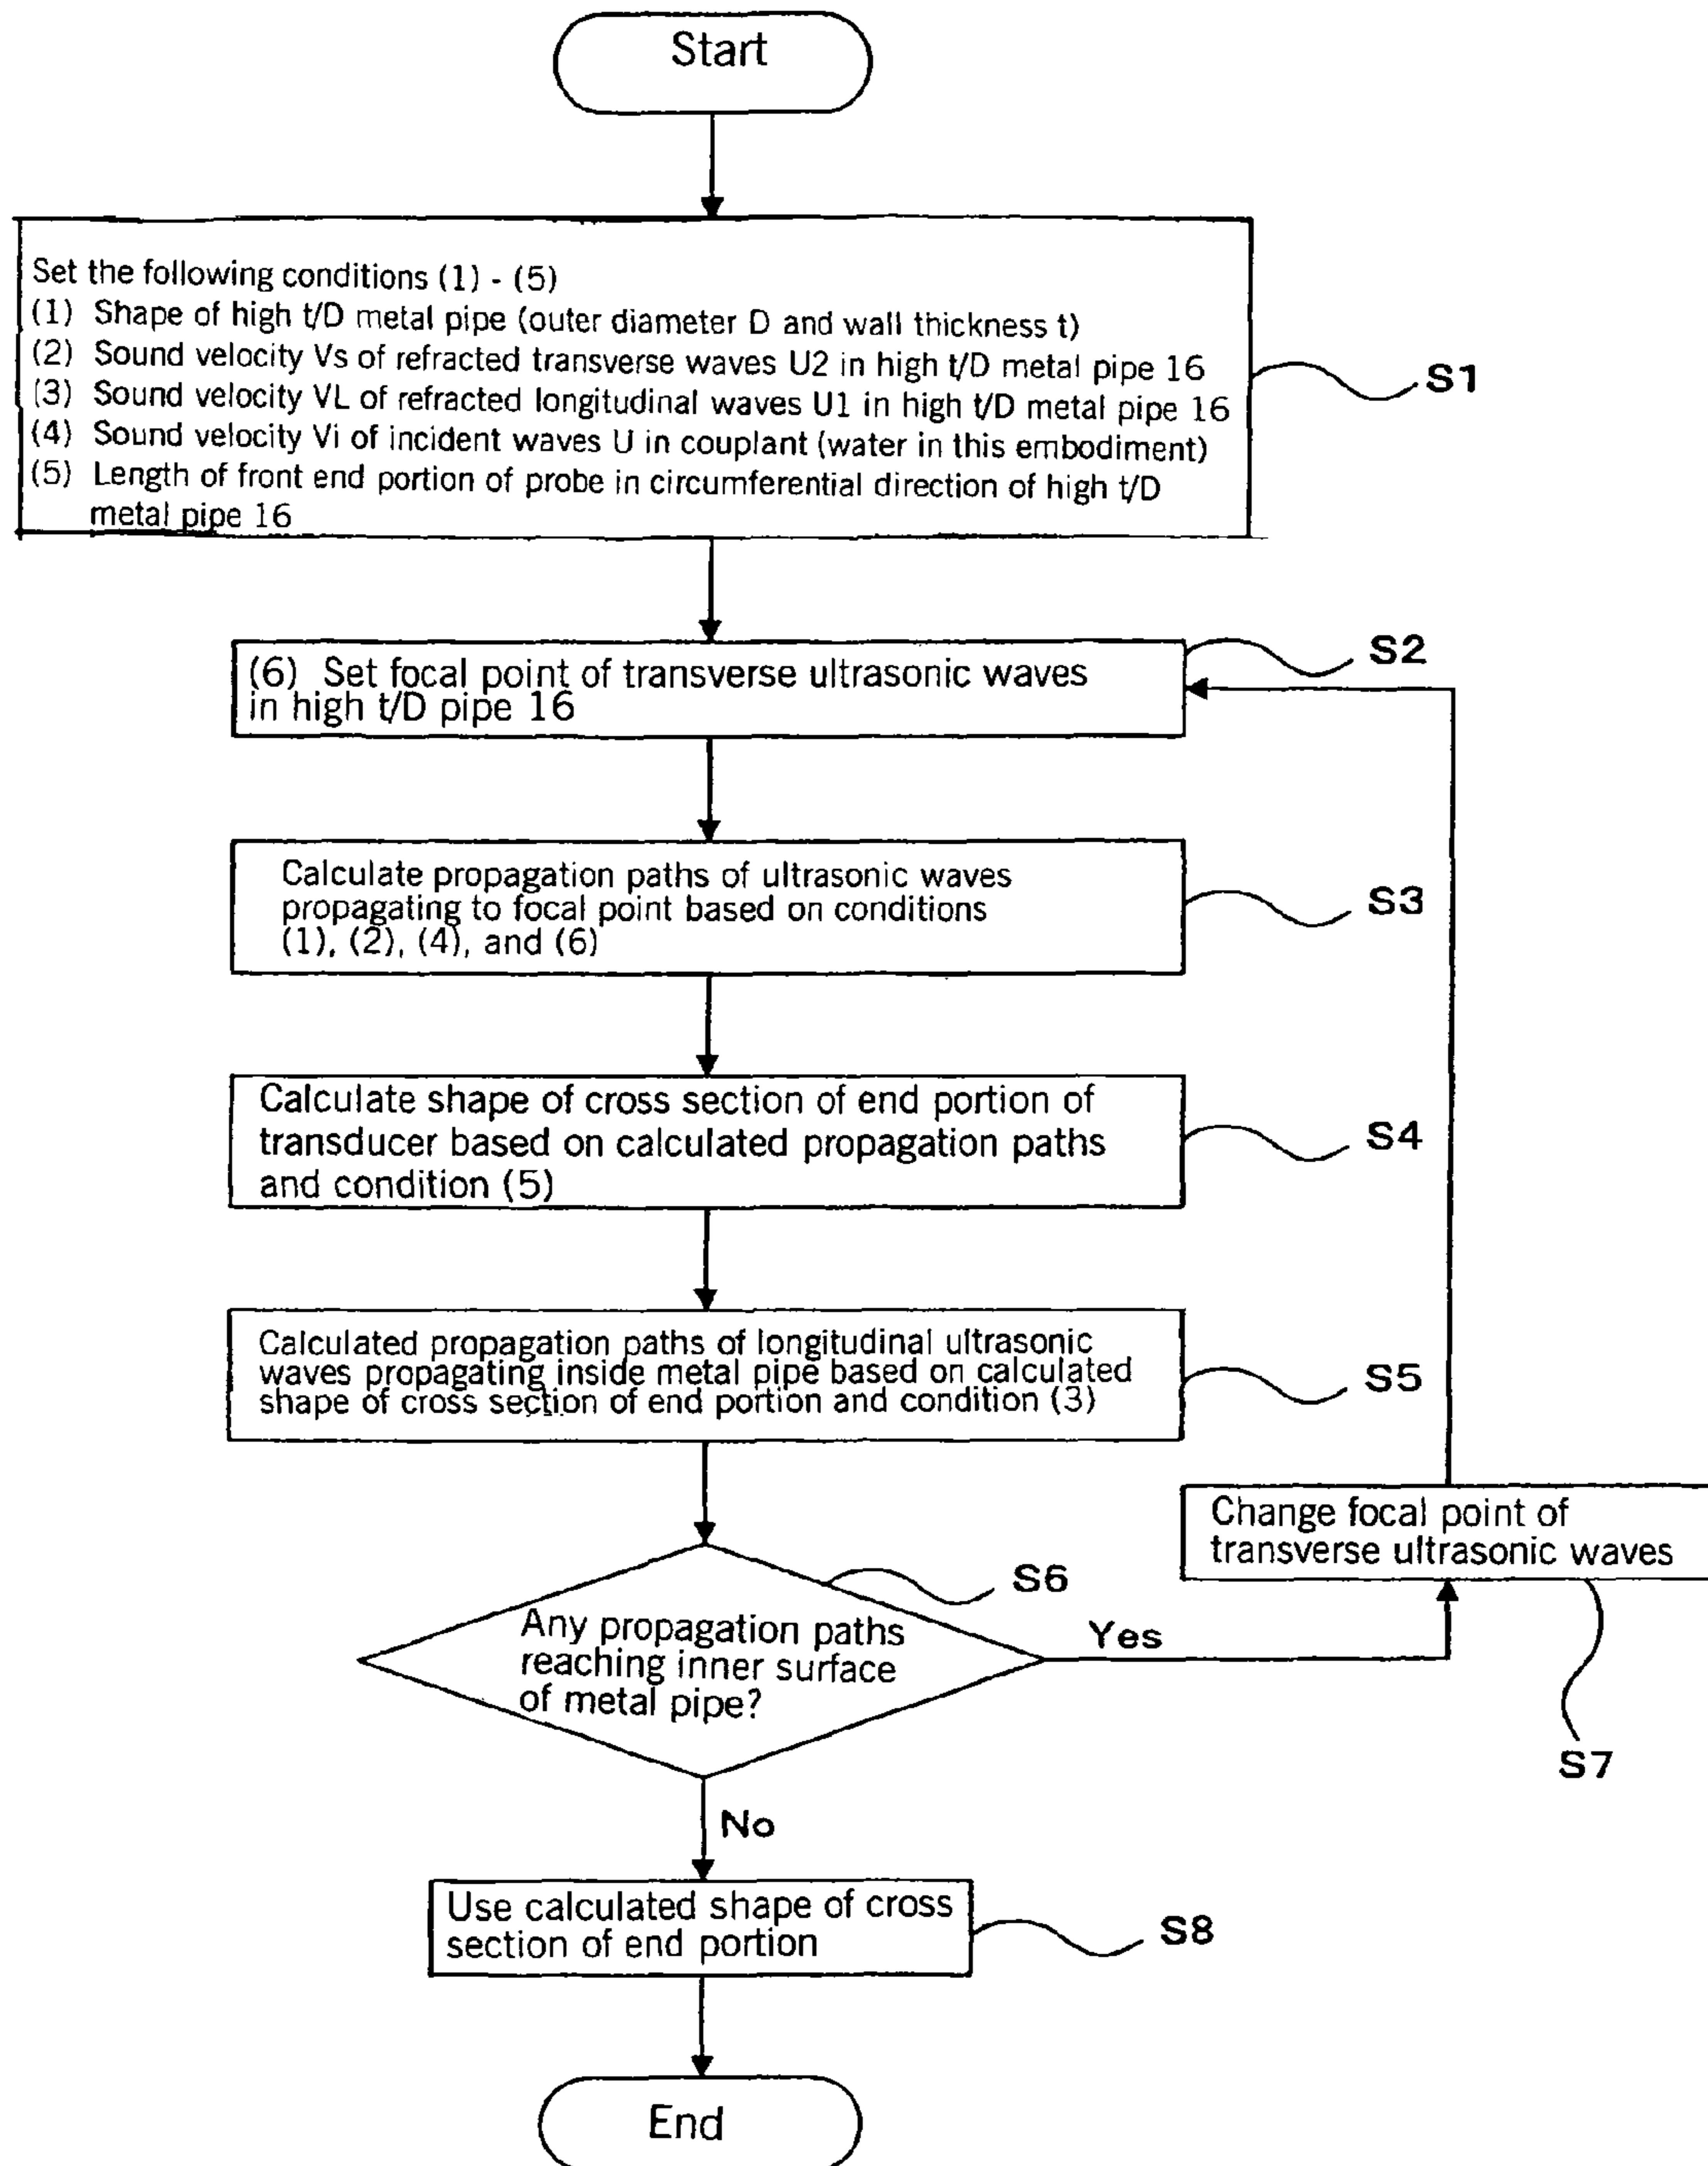 Start
Set the following conditions (1) - (5)
(1) Shape of high t/D metal pipe (outer diameter D and wall thickness t)
(2) Sound velocity Vs of refracted transverse waves U2 in high t/D metal pipe 16
(3) Sound velocity VL of refracted longitudinal waves U1 in high t/D metal pipe 16
(4) Sound velocity Vi of incident waves U in couplant (water in this embodiment)
(5) Length of front end portion of probe in circumferential direction of high t/D
metal pipe 16
S1
(6) Set focal point of transverse ultrasonic waves
in high t/D pipe 16
S2
Calculate propagation paths of ultrasonic waves
propagating to focal point based on conditions
(1), (2), (4), and (6)
S3
Calculate shape of cross section of end portion of
transducer based on calculated propagation paths
and condition (5)
S4
Calculated propagation paths of longitudinal ultrasonic
waves propagating inside metal pipe based on calculated
shape of cross section of end portion and condition (3)
S5
Change focal point of
transverse ultrasonic waves
S6
Any propagation paths
reaching inner surface
of metal pipe?
Yes
S7
No
Use calculated shape of cross
section of end portion
S8
End